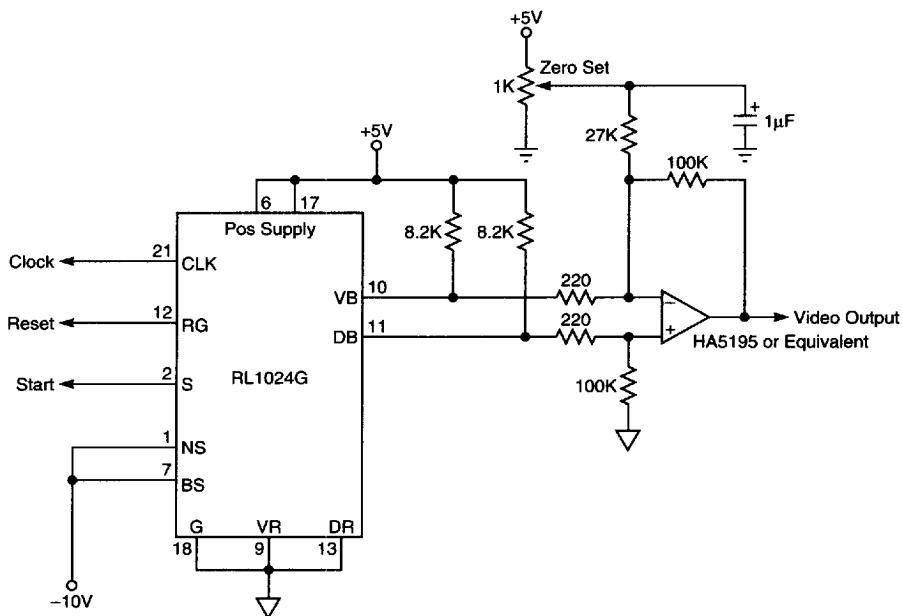 +5V
1K
Zero Set
27K
+
1µF
100K
+5V
6
17
Pos Supply
8.2K
8.2K
Clock
21
CLK
VB
10
220
−
Reset
12
RG
DB
11
220
+
Video Output
HA5195 or Equivalent
Start
2
S
RL1024G
100K
1
NS
7
BS
G
VR
DR
18
9
13
−10V